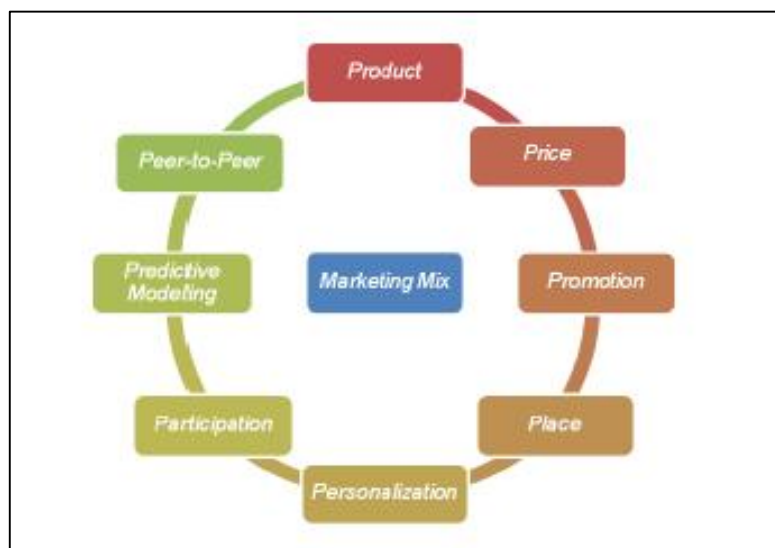 Product
Price
Promotion
Place
Personalization
Participation
Predictive
Modeling
Peer-to-Peer
Marketing Mix